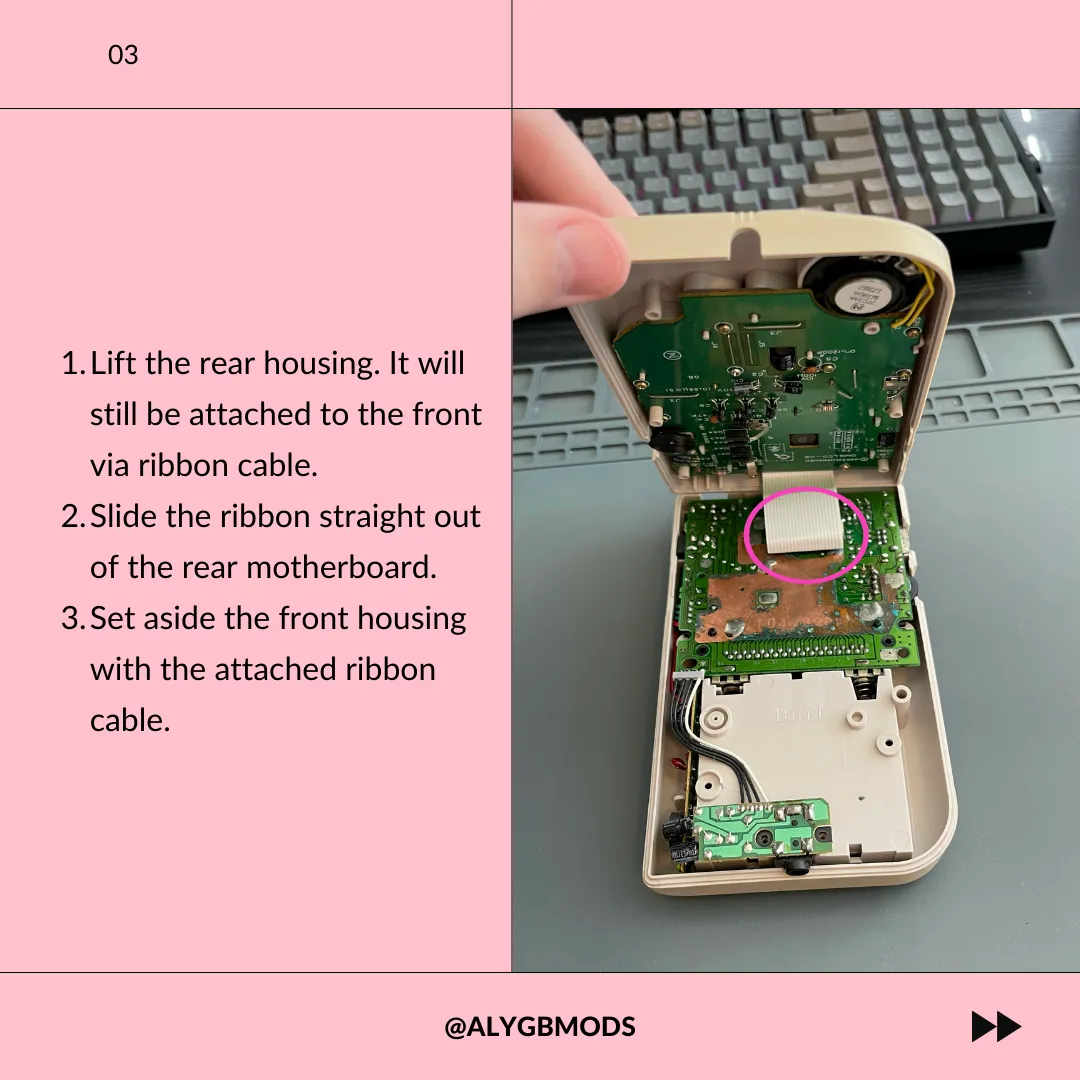 03
1. Lift the rear housing. It will
still be attached to the front
via ribbon cable.
2. Slide the ribbon straight out
of the rear motherboard.
3. Set aside the front housing
with the attached ribbon
cable.
@ALYGBMODS